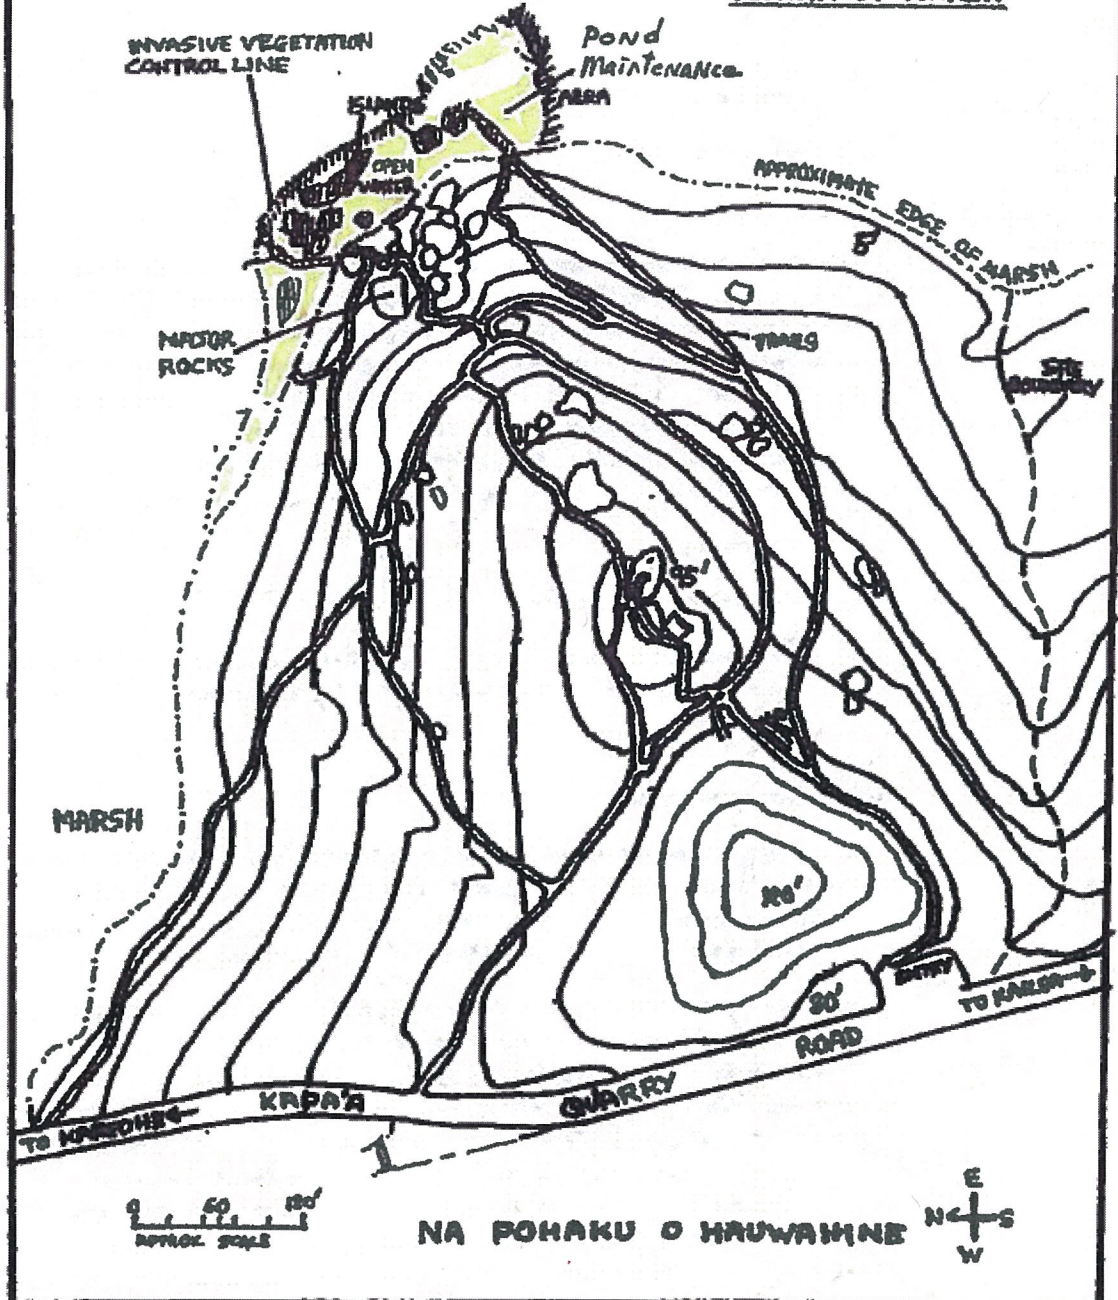 INVASIVE VEGETATION
CONTROL LINE
Pond
Maintenance
AREA
ISLANDS
OPEN
WATER
APPROXIMATE EDGE OF MARSH
5
MAJOR
ROCKS
TRAILS
SITE
BOUNDARY
95'
MARSH
80'
ENTRY
TO KAILUA
KAPA'A QUARRY ROAD
TO KANEOHE
0 60 120'
APPROX. SCALE
NA POHAKU O HAUWAHINE
E
N S
W